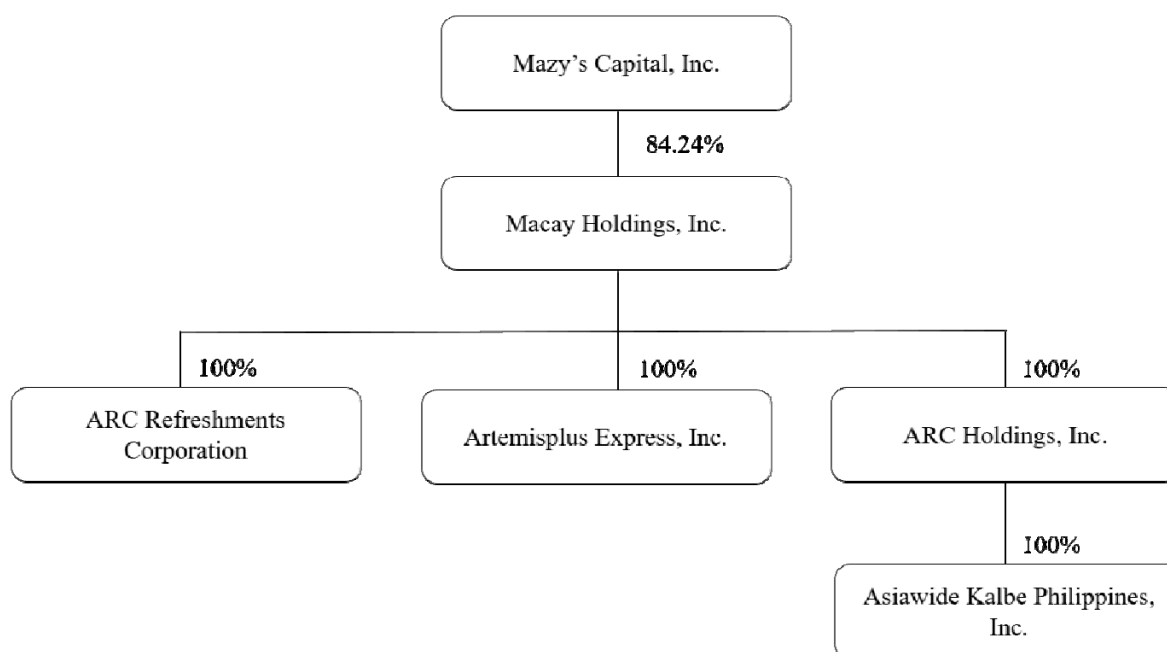 Mazy’s Capital, Inc.
84.24%
Macay Holdings, Inc.
100%
100%
100%
ARC Refreshments
Corporation
Artemisplus Express, Inc.
ARC Holdings, Inc.
100%
Asiawide Kalbe Philippines,
Inc.